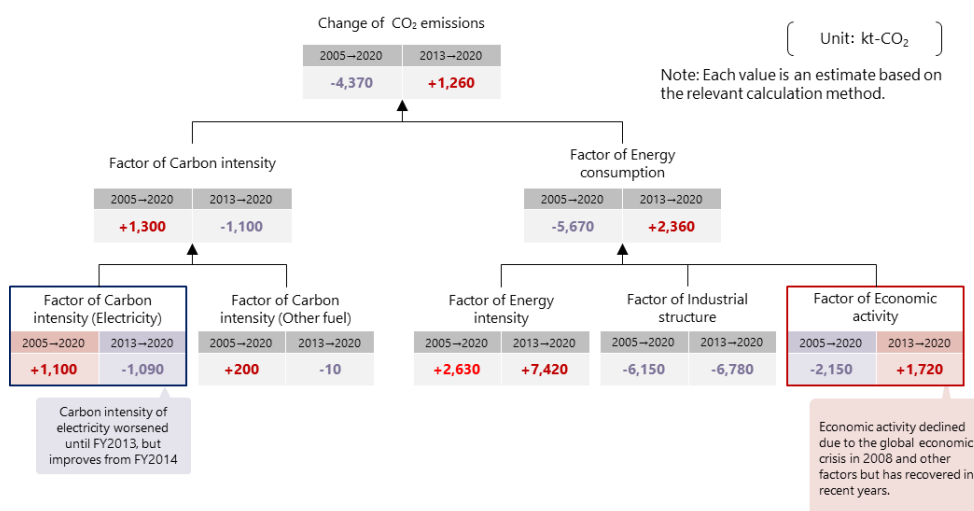 Change of CO₂ emissions
Unit: kt-CO₂
2005→2020 2013→2020
-4,370 +1,260
Note: Each value is an estimate based on
the relevant calculation method.
Factor of Carbon intensity
2005→2020 2013→2020
+1,300 -1,100
Factor of Energy
consumption
2005→2020 2013→2020
-5,670 +2,360
Factor of Carbon
intensity (Electricity)
2005→2020 2013→2020
+1,100 -1,090
Factor of Carbon
intensity (Other fuel)
2005→2020 2013→2020
+200 -10
Factor of Energy
intensity
2005→2020 2013→2020
+2,630 +7,420
Factor of Industrial
structure
2005→2020 2013→2020
-6,150 -6,780
Factor of Economic
activity
2005→2020 2013→2020
-2,150 +1,720
Carbon intensity of
electricity worsened
until FY2013, but
improves from FY2014
Economic activity declined
due to the global economic
crisis in 2008 and other
factors but has recovered in
recent years.